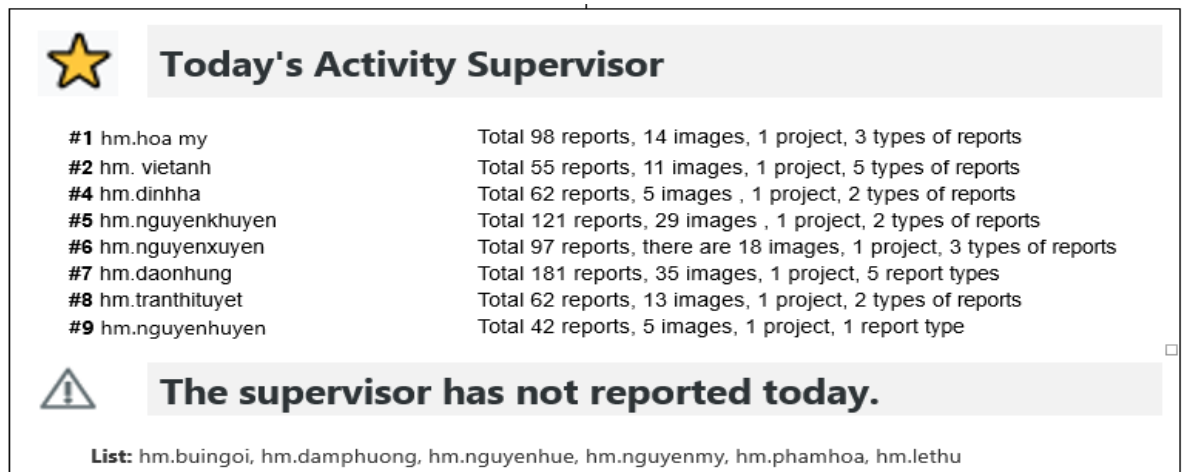 Today's Activity Supervisor
#1 hm.hoa my Total 98 reports, 14 images, 1 project, 3 types of reports
#2 hm. vietanh Total 55 reports, 11 images, 1 project, 5 types of reports
#4 hm.dinhha Total 62 reports, 5 images , 1 project, 2 types of reports
#5 hm.nguyenkhuyen Total 121 reports, 29 images , 1 project, 2 types of reports
#6 hm.nguyenxuyen Total 97 reports, there are 18 images, 1 project, 3 types of reports
#7 hm.daonhung Total 181 reports, 35 images, 1 project, 5 report types
#8 hm.tranthituyet Total 62 reports, 13 images, 1 project, 2 types of reports
#9 hm.nguyenhuyen Total 42 reports, 5 images, 1 project, 1 report type
The supervisor has not reported today.
List: hm.buingoi, hm.damphuong, hm.nguyenhue, hm.nguyenmy, hm.phamhoa, hm.lethu